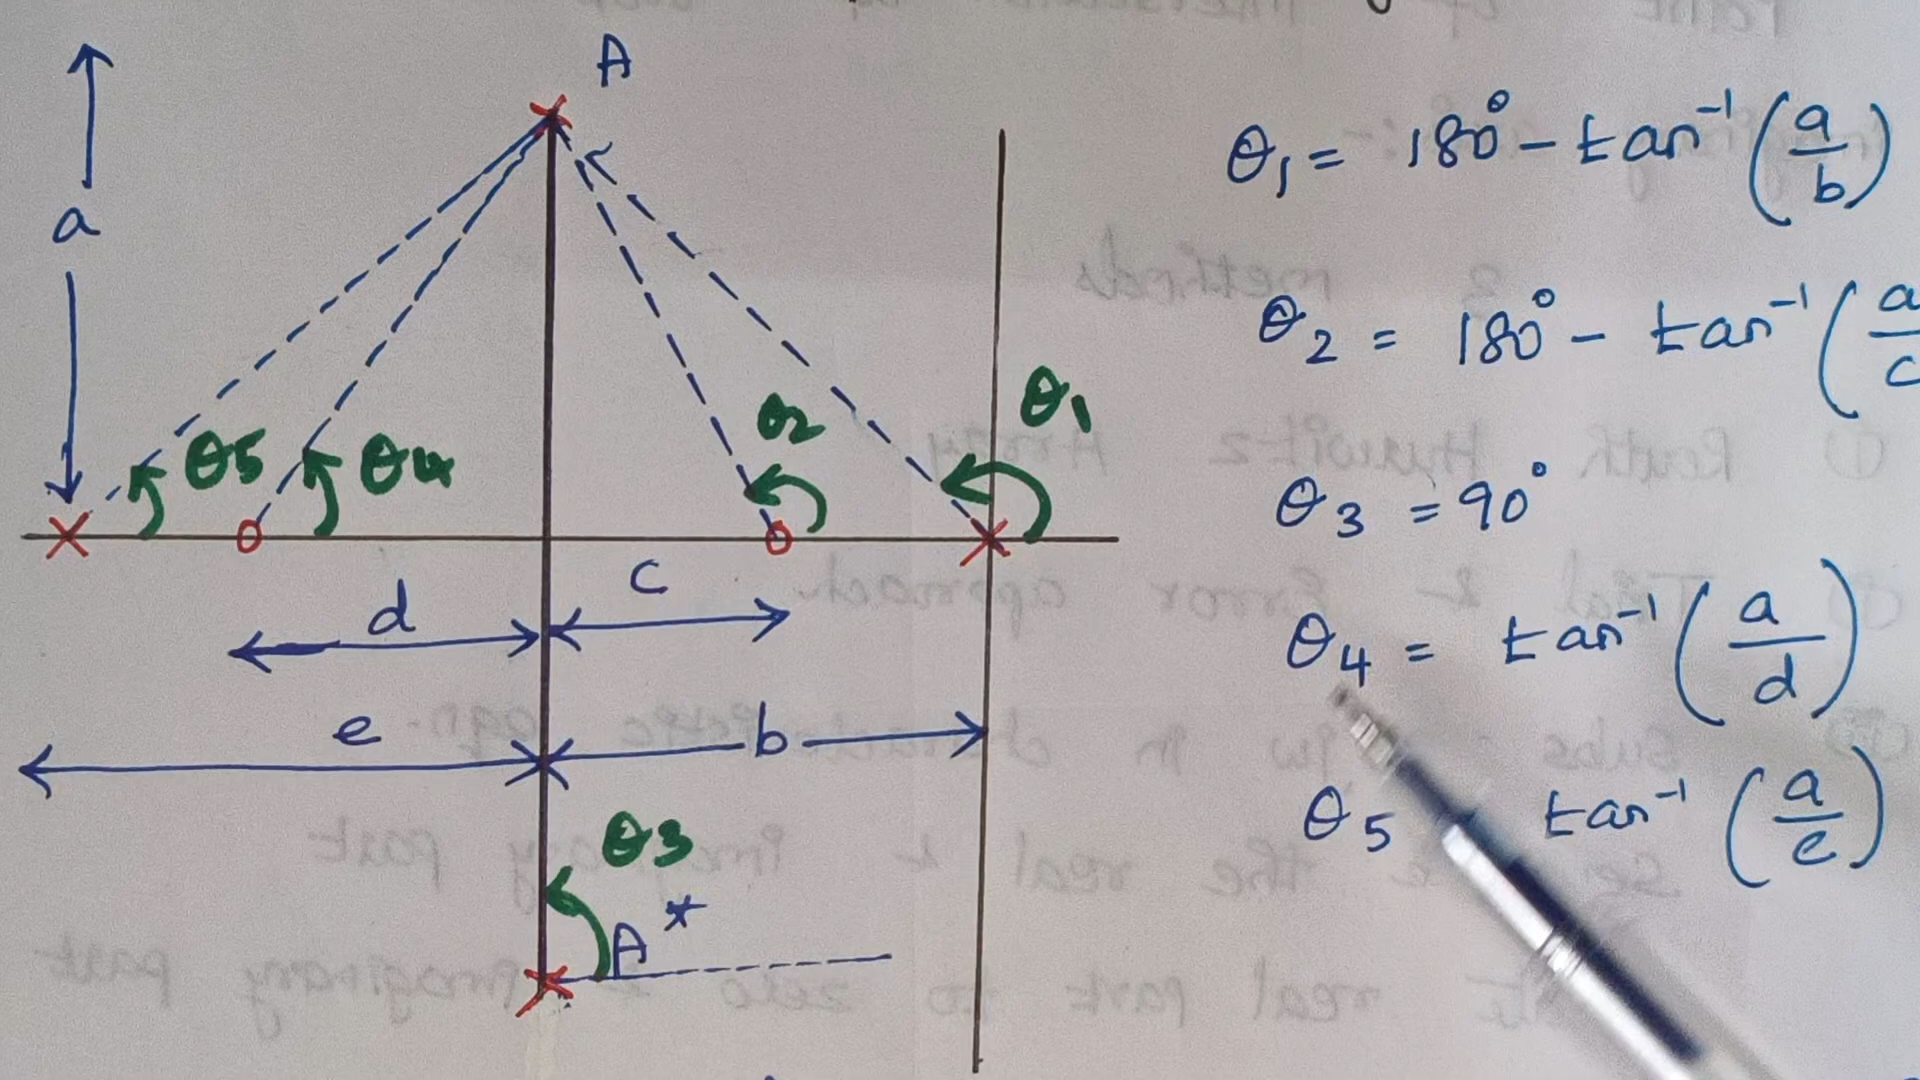 A
a
θ1 = 180° - tan⁻¹(a/b)
θ2 = 180° - tan⁻¹(a/c
θ1
θ2
θ5 θ4
θ3 = 90°
c
d
θ4 = tan⁻¹(a/d)
e
b
θ5 tan⁻¹(a/e)
θ3
A*